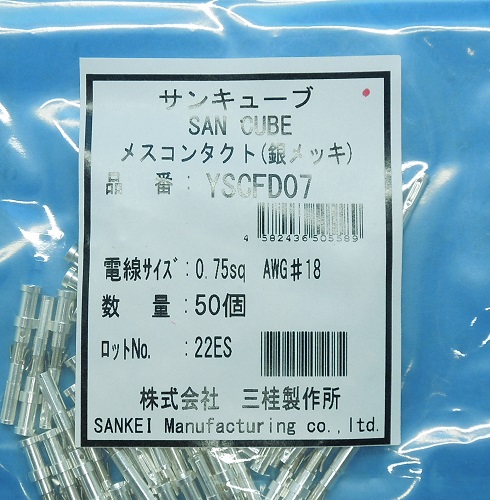 サンキューブ
SAN CUBE
メスコンタクト(銀メッキ)
品 番 : YSCFD07
4 582436 505589
電線サイズ : 0.75sq AWG#18
数 量 : 50個
ロットNo. : 22ES
株式会社 三桂製作所
SANKEI Manufacturing co.,ltd.